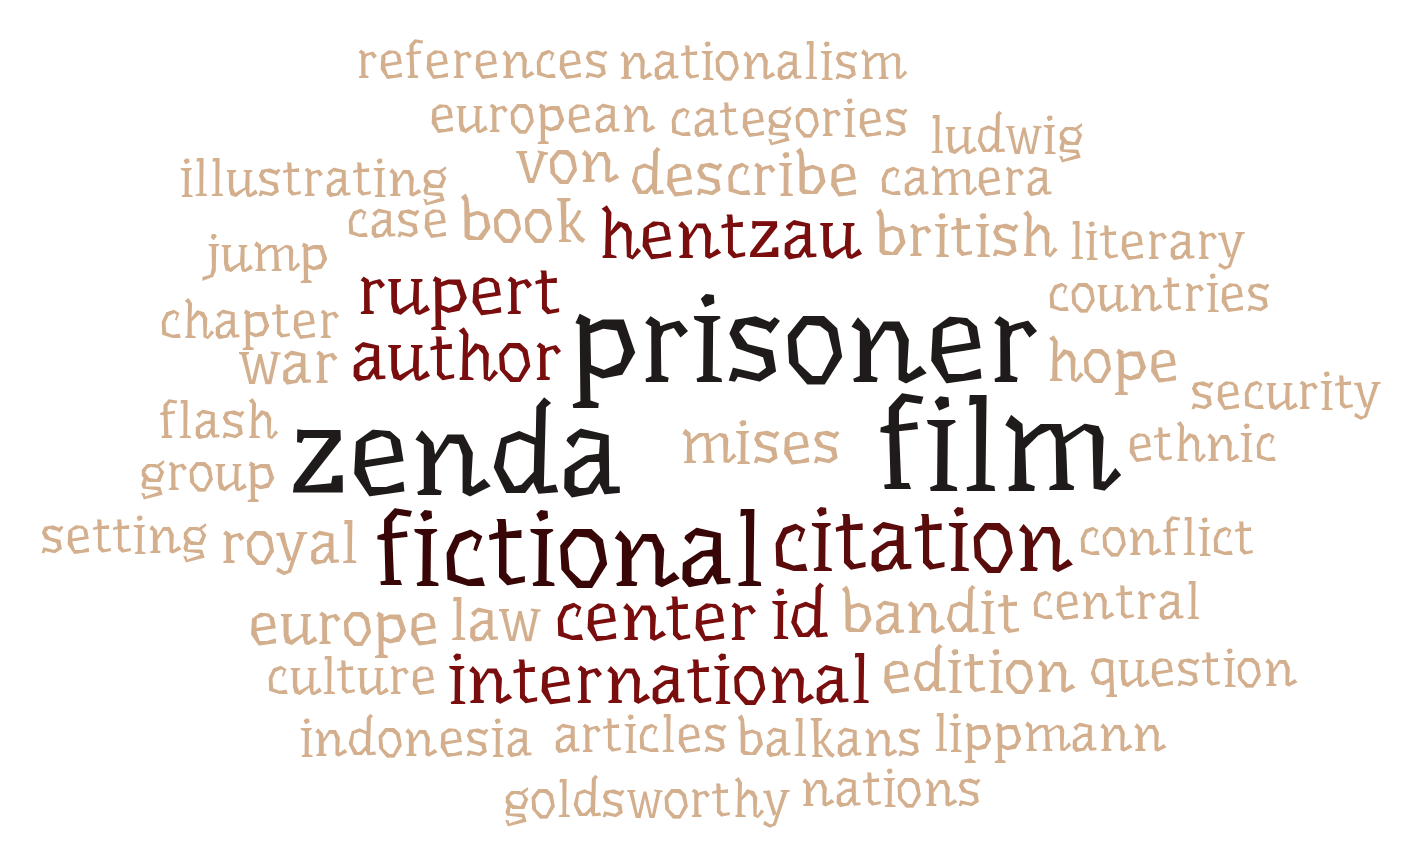 references nationalism
european categories ludwig
illustrating von describe camera
case book hentzau british literary
jump rupert countries
chapter author prisoner hope
war security
flash zenda mises film ethnic
group
setting royal fictional citation conflict
europe law center id bandit central
culture international edition question
indonesia articles balkans lippmann
goldsworthy nations